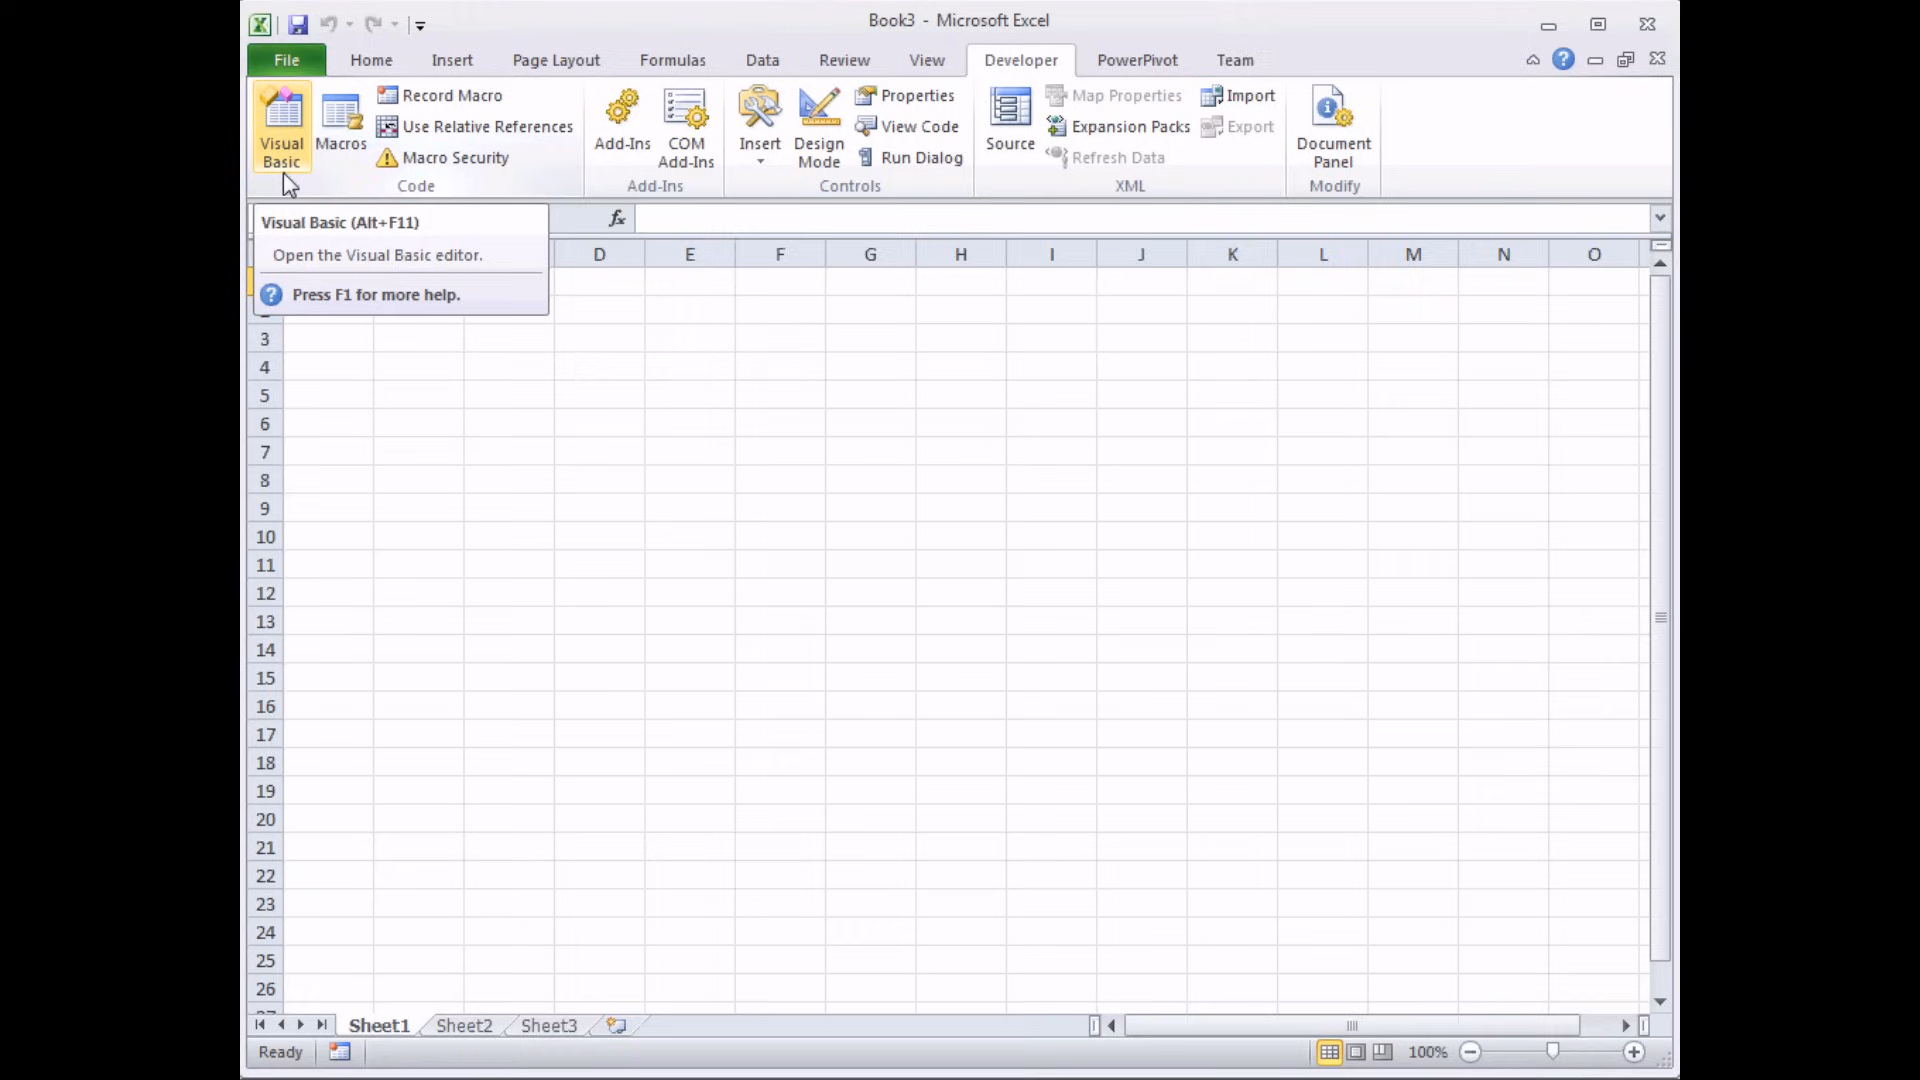 Book3 - Microsoft Excel
File Home Insert Page Layout Formulas Data Review View Developer PowerPivot Team
Visual Basic
Macros
Record Macro
Use Relative References
Macro Security
Code
Add-Ins
COM Add-Ins
Add-Ins
Insert
Design Mode
Properties
View Code
Run Dialog
Controls
Source
Map Properties
Expansion Packs
Refresh Data
Import
Export
XML
Document Panel
Modify
fx
Visual Basic (Alt+F11)
Open the Visual Basic editor.
Press F1 for more help.
D E F G H I J K L M N O
3
4
5
6
7
8
9
10
11
12
13
14
15
16
17
18
19
20
21
22
23
24
25
26
Sheet1 Sheet2 Sheet3
Ready 100%